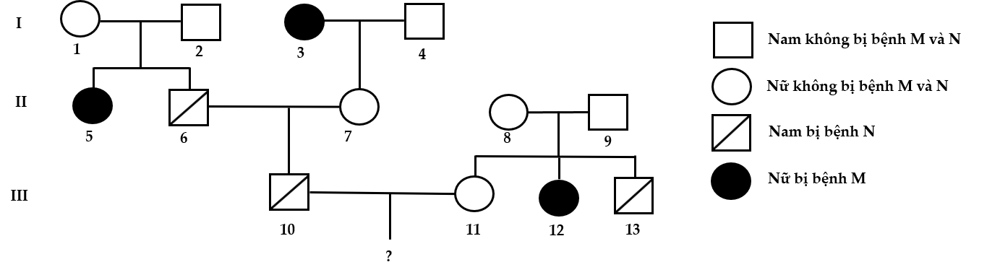 I
1
2
3
4
Nam không bị bệnh M và N
Nữ không bị bệnh M và N
II
5
6
7
8
9
Nam bị bệnh N
Nữ bị bệnh M
III
10
11
12
13
?